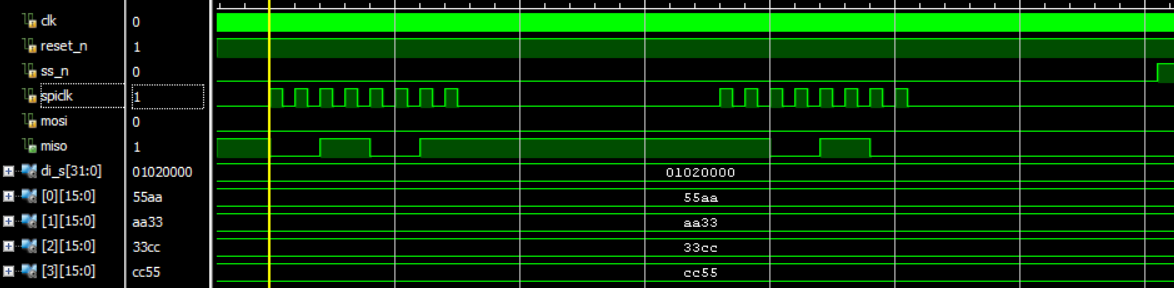 clk 0
reset_n 1
ss_n 0
spiclk 1
mosi 0
miso 1
di_s[31:0] 01020000 01020000
[0][15:0] 55aa 55aa
[1][15:0] aa33 aa33
[2][15:0] 33cc 33cc
[3][15:0] cc55 cc55